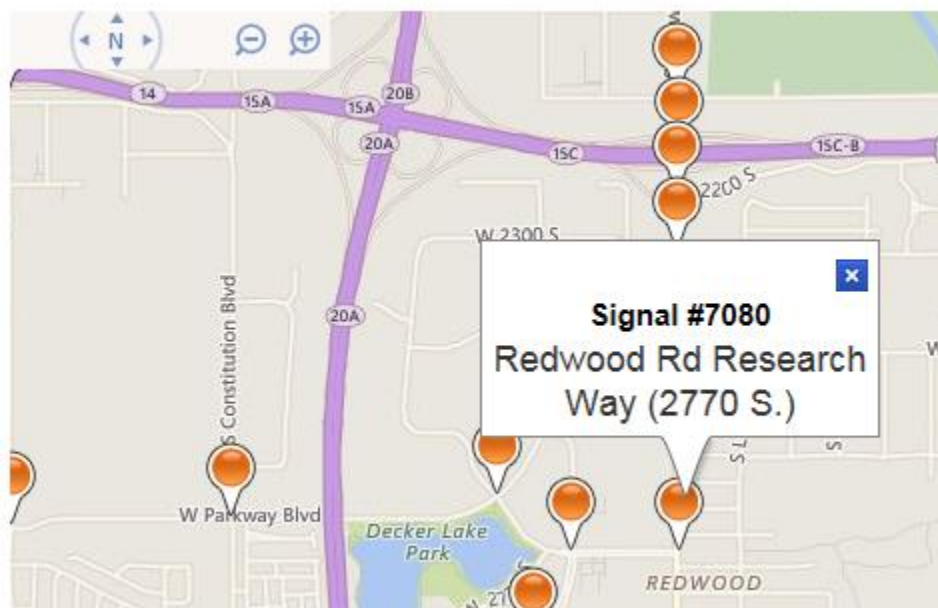 N
14
15A
15A
20B
20A
15C
15C-B
2200 S
W 2300 S
S Constitution Blvd
20A
Signal #7080
Redwood Rd Research
Way (2770 S.)
W
S
S
W Parkway Blvd
Decker Lake
Park
REDWOOD